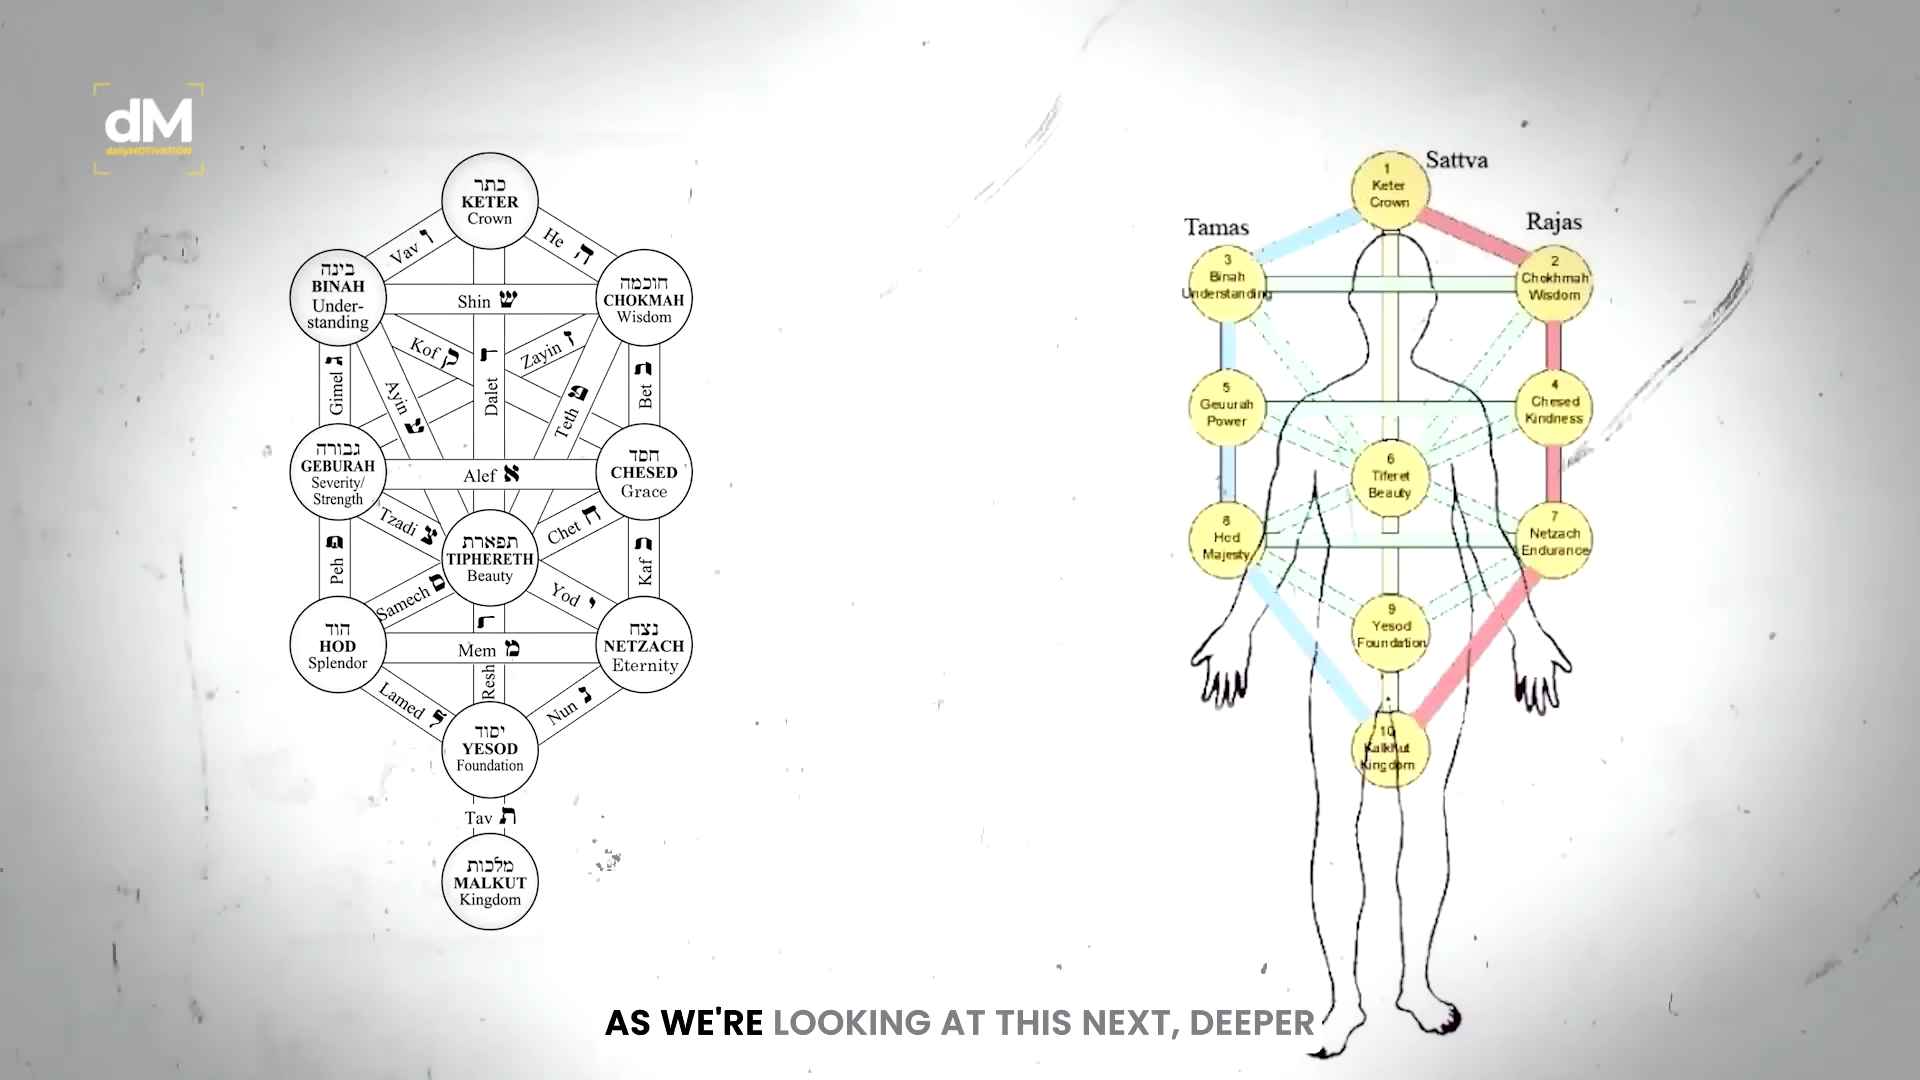 dM
dailyMOTIVATION
כתר
KETER
Crown
Vav ו
He ה
בינה
BINAH
Under-
standing
חוכמה
CHOKMAH
Wisdom
Shin ש
Kof ק
Dalet
Zayin ז
Gimel
Ayin
Teth
Bet
גבורה
GEBURAH
Severity/
Strength
Alef א
חסד
CHESED
Grace
Tzadi צ
תפארת
TIPHERETH
Beauty
Chet ח
Peh
Kaf
Samech ס
Yod י
הוד
HOD
Splendor
Mem מ
נצח
NETZACH
Eternity
Resh
Lamed
Nun נ
יסוד
YESOD
Foundation
Tav ת
מלכות
MALKUT
Kingdom
1
Keter
Crown
Sattva
Tamas
Rajas
3
Binah
Understanding
2
Chokhmah
Wisdom
5
Geuurah
Power
4
Chesed
Kindness
6
Tiferet
Beauty
8
Hod
Majesty
7
Netzach
Endurance
9
Yesod
Foundation
10
Kalkhut
Kingdom
AS WE'RE LOOKING AT THIS NEXT, DEEPER